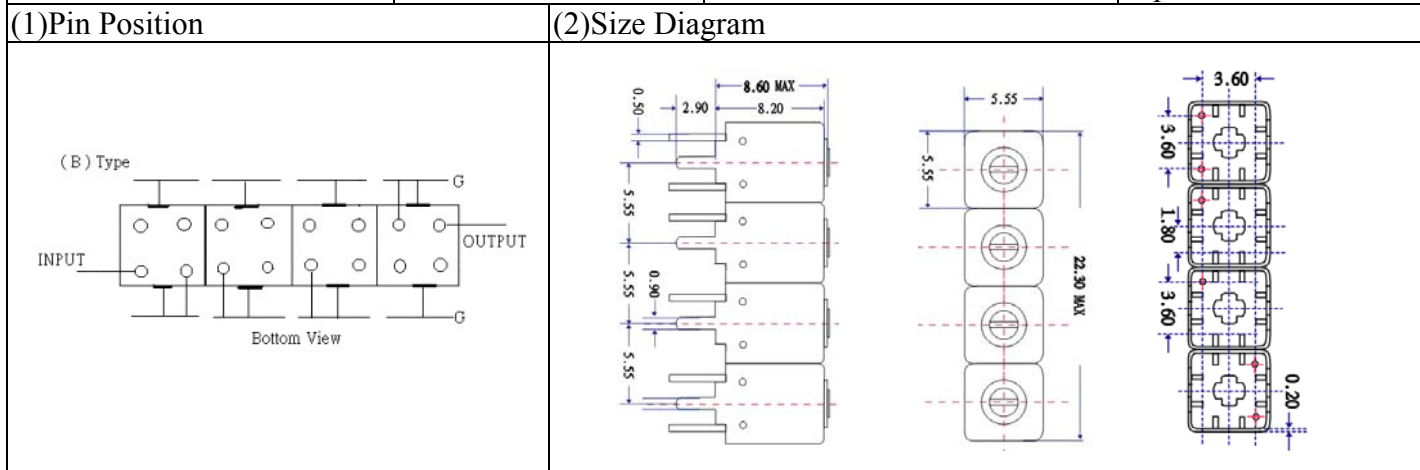 (1)Pin Position
(2)Size Diagram
(B)Type
G
INPUT
OUTPUT
G
Bottom View
8.60 MAX
2.90
8.20
0.50
5.55
5.55
0.90
5.55
5.55
5.55
22.30 MAX
3.60
3.60
1.80
3.60
0.20